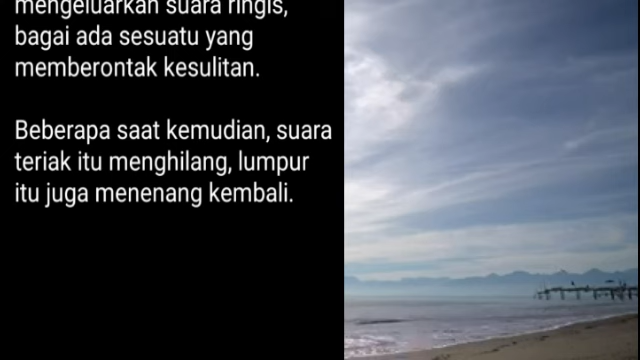 mengeluarkan suara ringis,
bagai ada sesuatu yang
memberontak kesulitan.
Beberapa saat kemudian, suara
teriak itu menghilang, lumpur
itu juga menenang kembali.